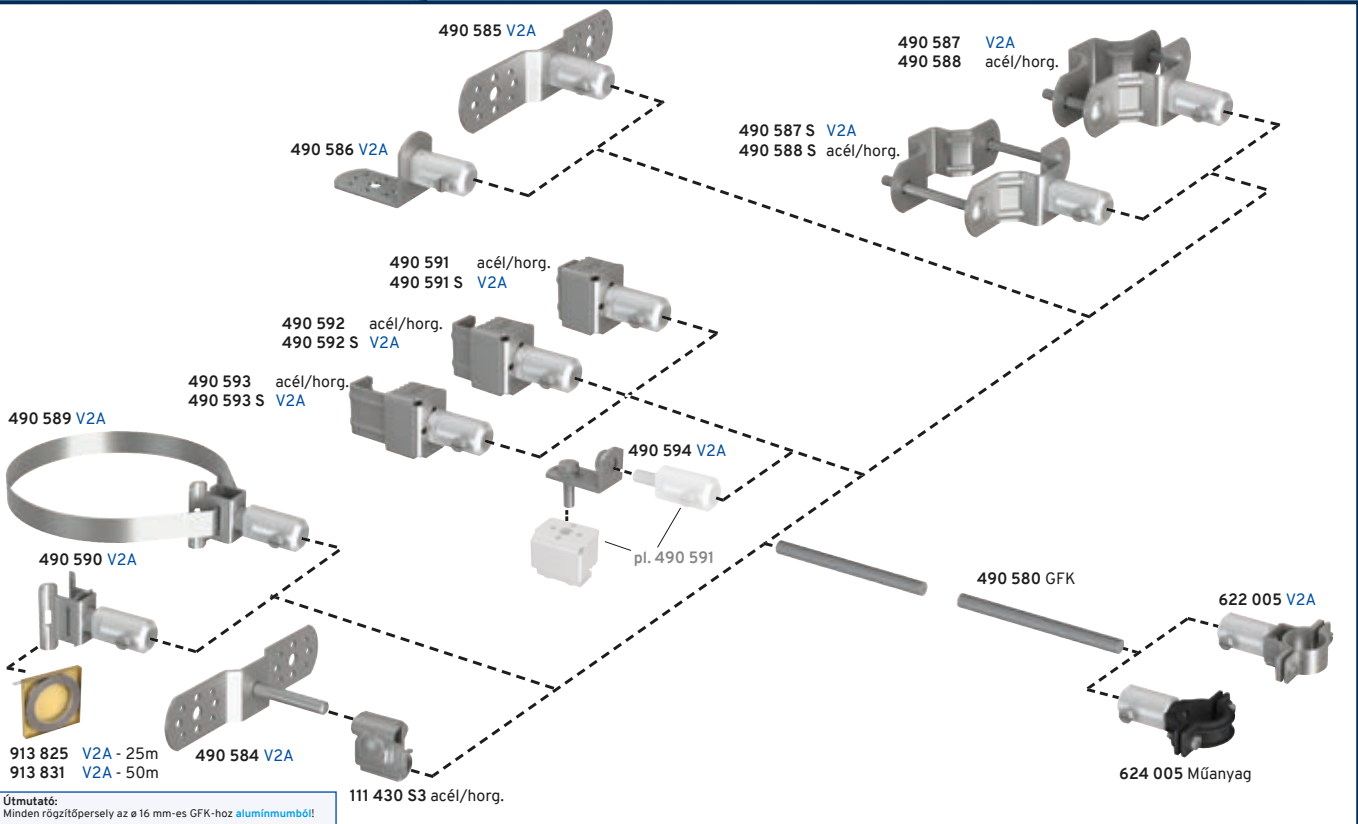 490 585 V2A
490 587 V2A
490 588 acél/horg.
490 587 S V2A
490 588 S acél/horg.
490 586 V2A
490 591 acél/horg.
490 591 S V2A
490 592 acél/horg.
490 592 S V2A
490 593 acél/horg.
490 593 S V2A
490 589 V2A
490 594 V2A
pl. 490 591
490 590 V2A
490 580 GFK
622 005 V2A
913 825 V2A - 25m
913 831 V2A - 50m
490 584 V2A
624 005 Műanyag
111 430 S3 acél/horg.
Útmutató:
Minden rögzítőpersely az ø 16 mm-es GFK-hoz alumínmumból!